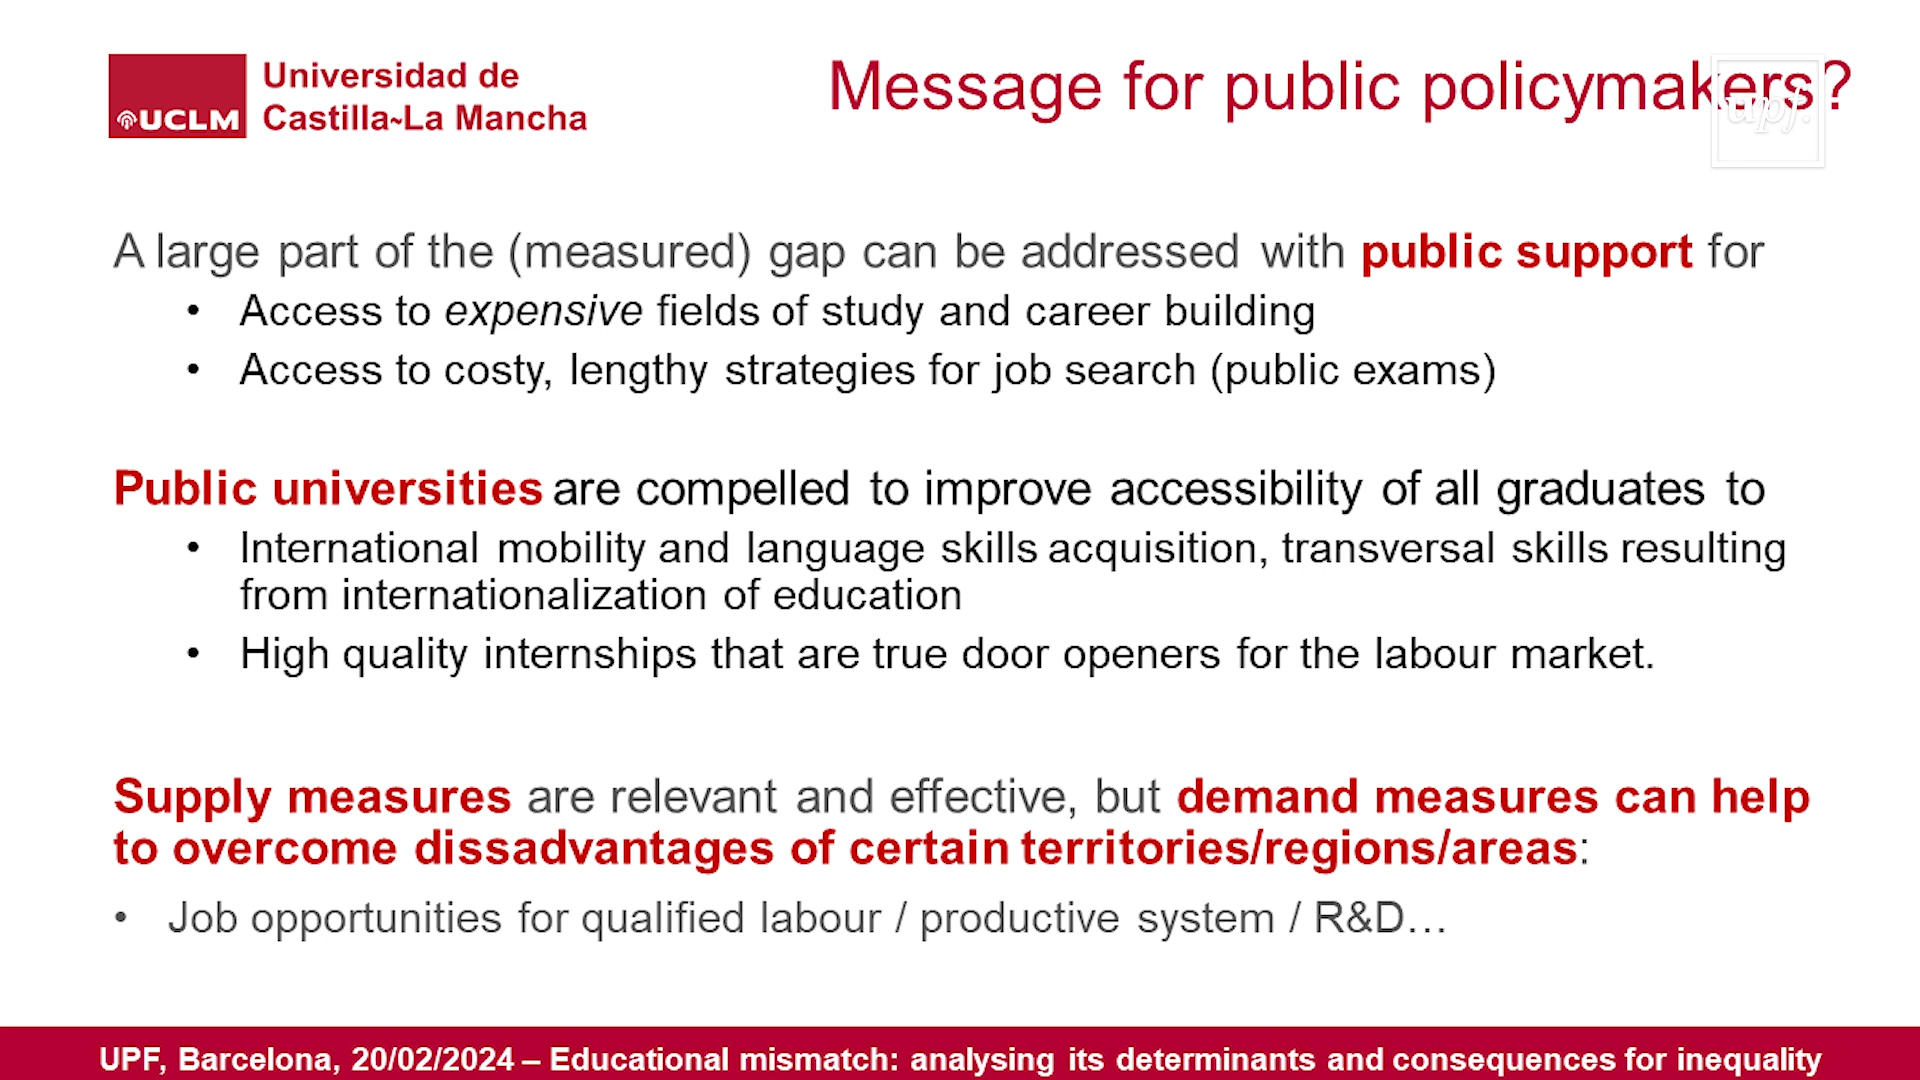 UCLM
Universidad de
Castilla~La Mancha
Message for public policymakers?
upf.
A large part of the (measured) gap can be addressed with public support for
• Access to expensive fields of study and career building
• Access to costy, lengthy strategies for job search (public exams)
Public universities are compelled to improve accessibility of all graduates to
• International mobility and language skills acquisition, transversal skills resulting
from internationalization of education
• High quality internships that are true door openers for the labour market.
Supply measures are relevant and effective, but demand measures can help
to overcome dissadvantages of certain territories/regions/areas:
• Job opportunities for qualified labour / productive system / R&D…
UPF, Barcelona, 20/02/2024 – Educational mismatch: analysing its determinants and consequences for inequality